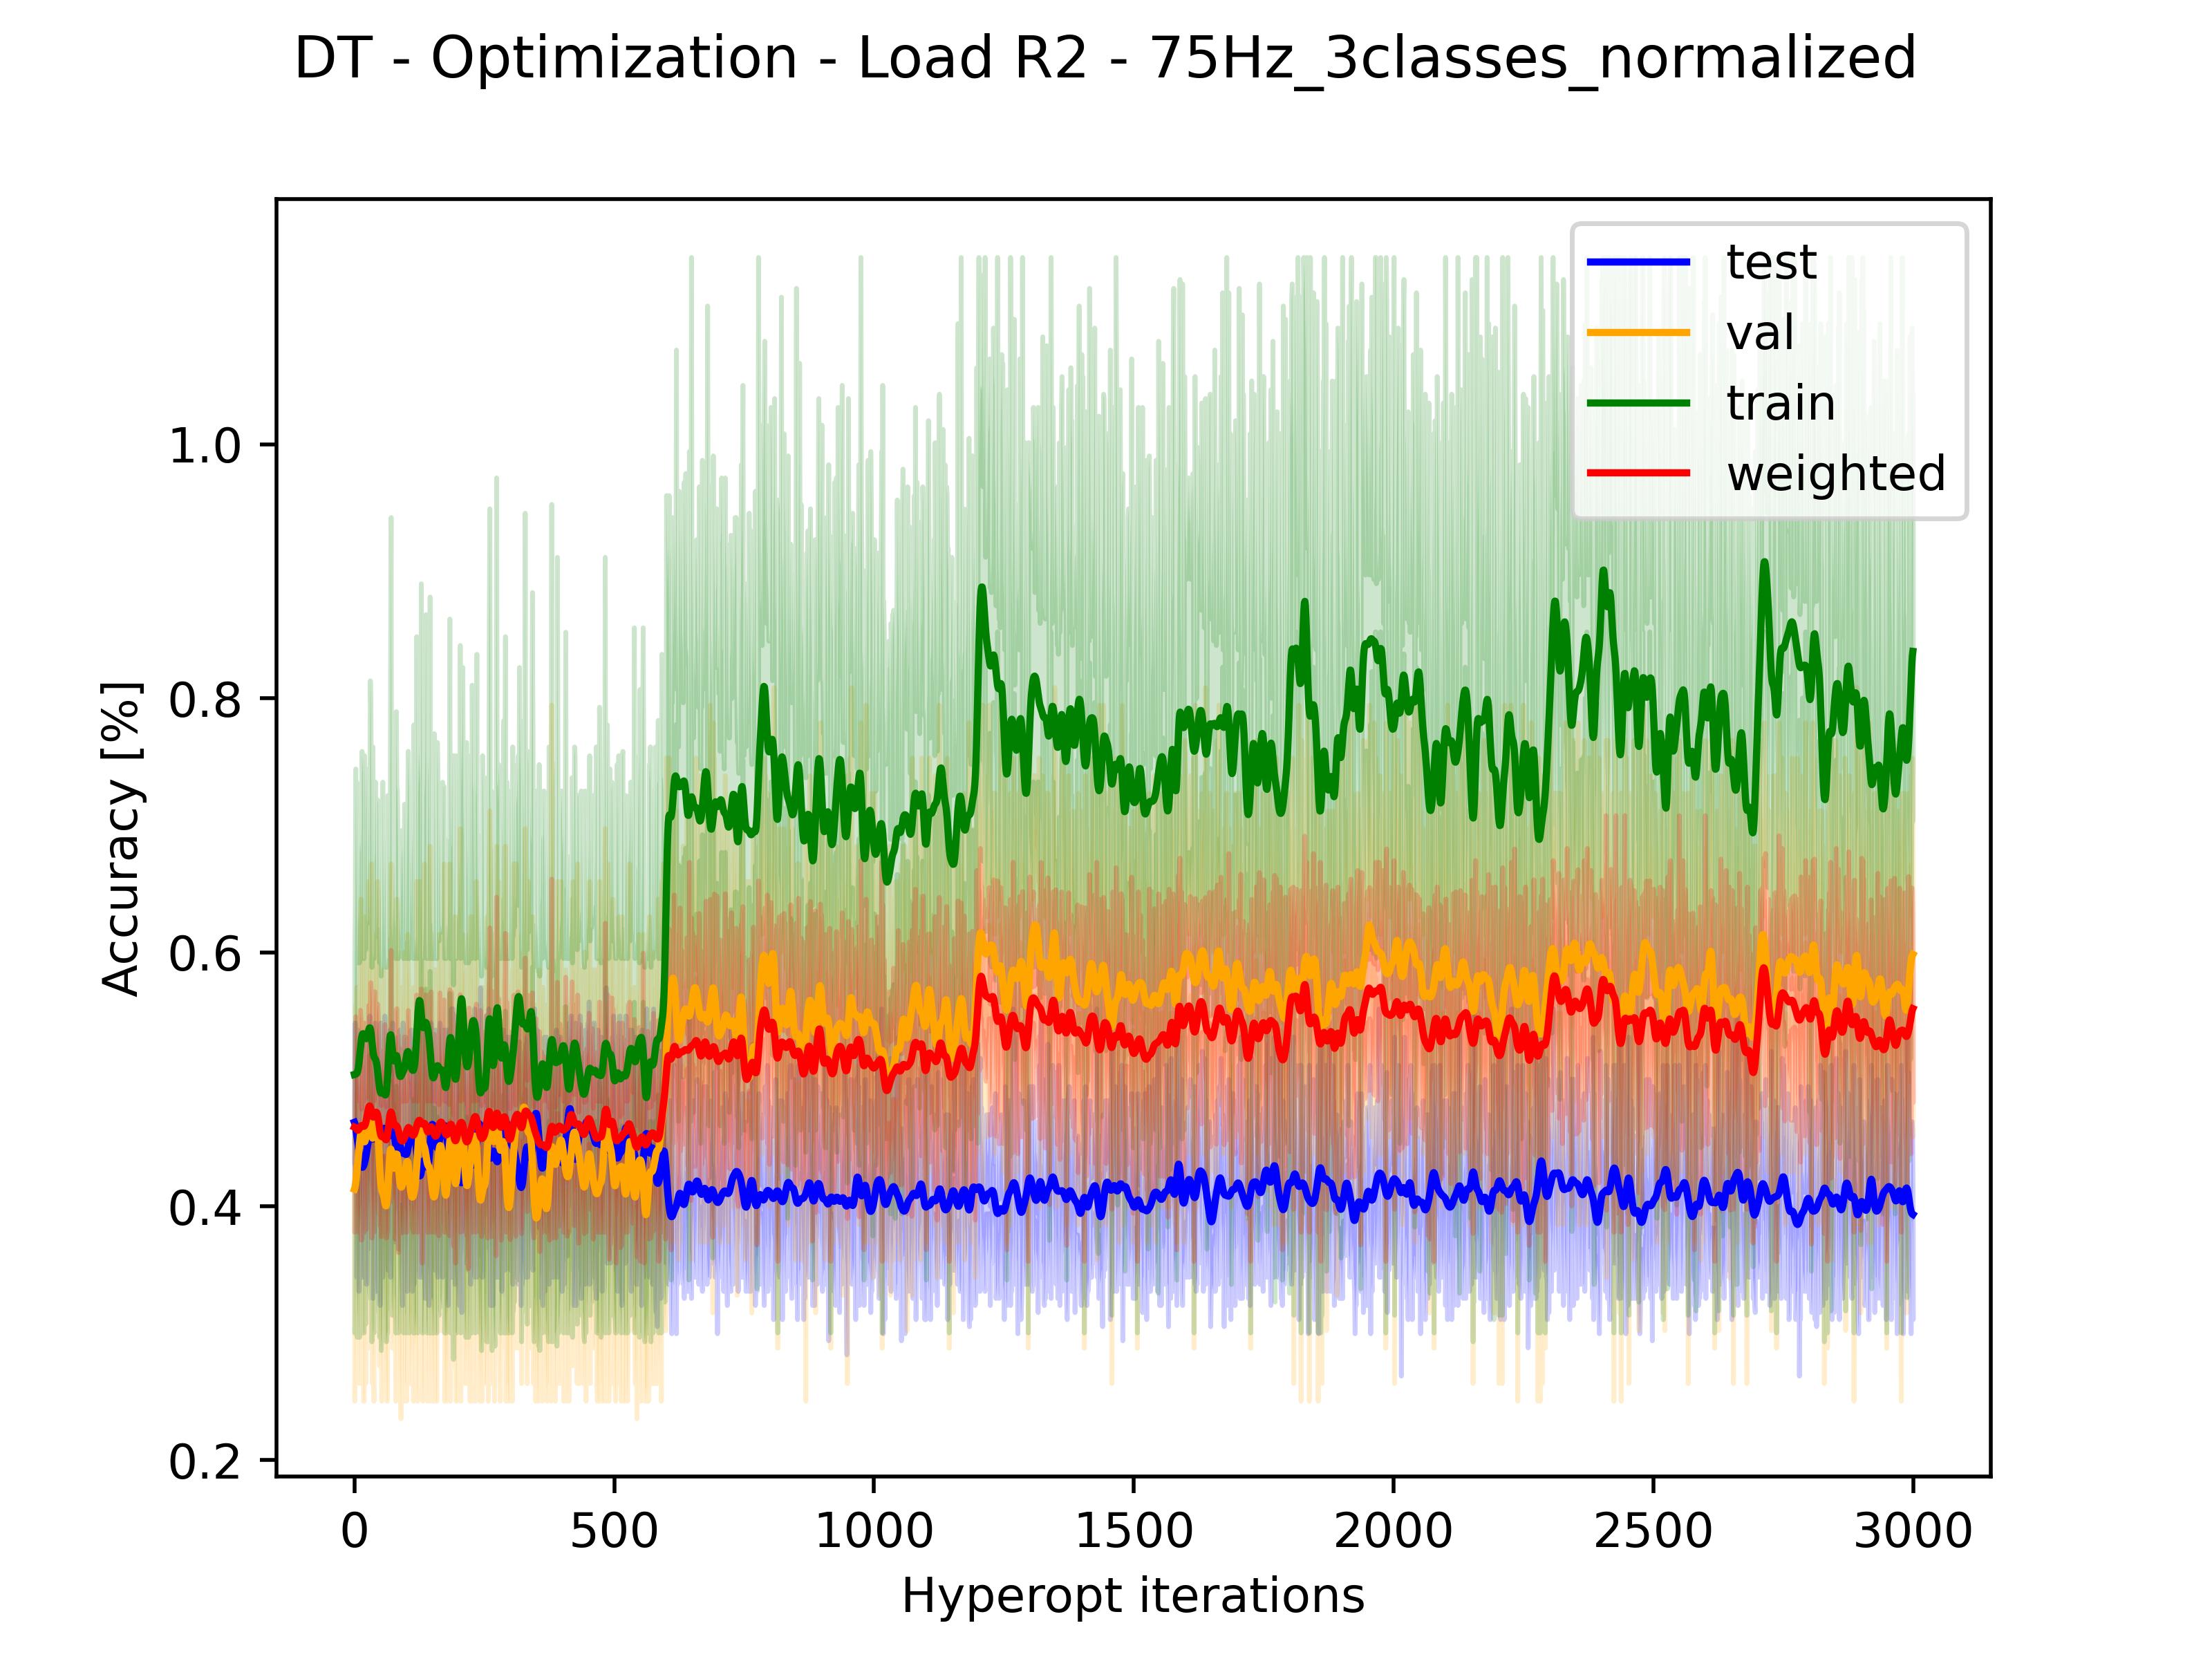 DT - Optimization - Load R2 - 75Hz_3classes_normalized
test
val
train
weighted
1.0
0.8
0.6
0.4
0.2
Accuracy [%]
0 500 1000 1500 2000 2500 3000
Hyperopt iterations